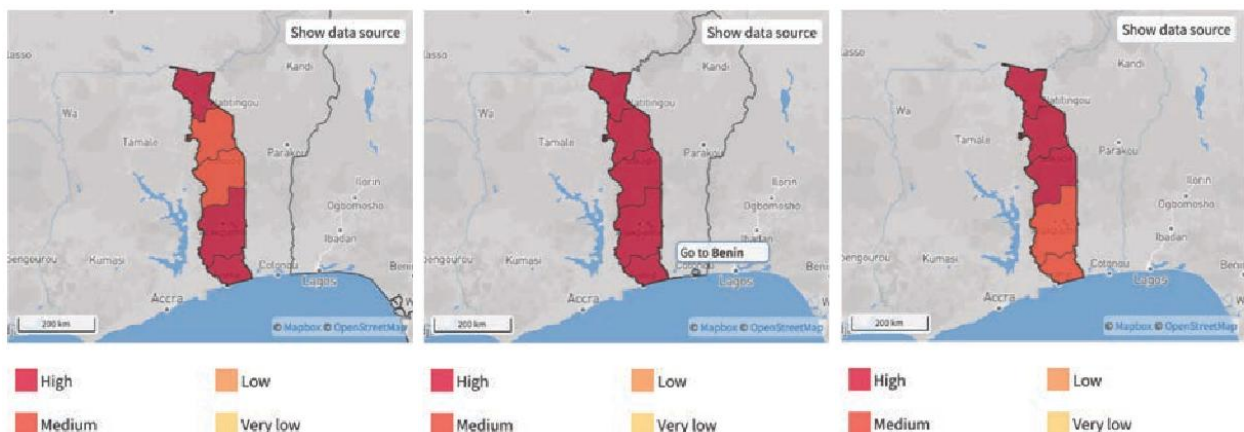 Show data source
Kandi
Wa
Tamale
Parakou
Ilorin
Ogbomosho
Ibadan
Kumasi
Cotonou
Lagos
Accra
200 km
© Mapbox © OpenStreetMap
High
Low
Medium
Very low
Show data source
Kandi
Wa
Tamale
Parakou
Ilorin
Ogbomosho
Ibadan
Go to Benin
Kumasi
Lagos
Accra
200 km
© Mapbox © OpenStreetMap
High
Low
Medium
Very low
Show data source
Kandi
Wa
Tamale
Parakou
Ilorin
Ogbomosho
Ibadan
Kumasi
Cotonou
Lagos
Accra
200 km
© Mapbox © OpenStreetMap
High
Low
Medium
Very low